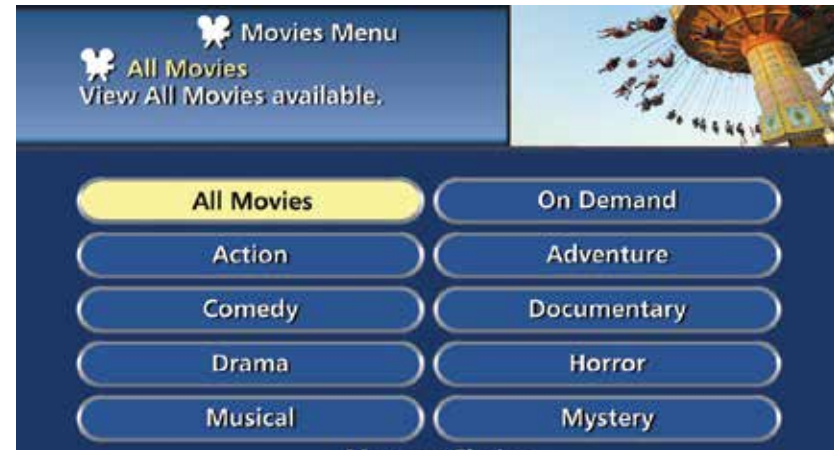 Movies Menu
All Movies
View All Movies available.
All Movies
On Demand
Action
Adventure
Comedy
Documentary
Drama
Horror
Musical
Mystery